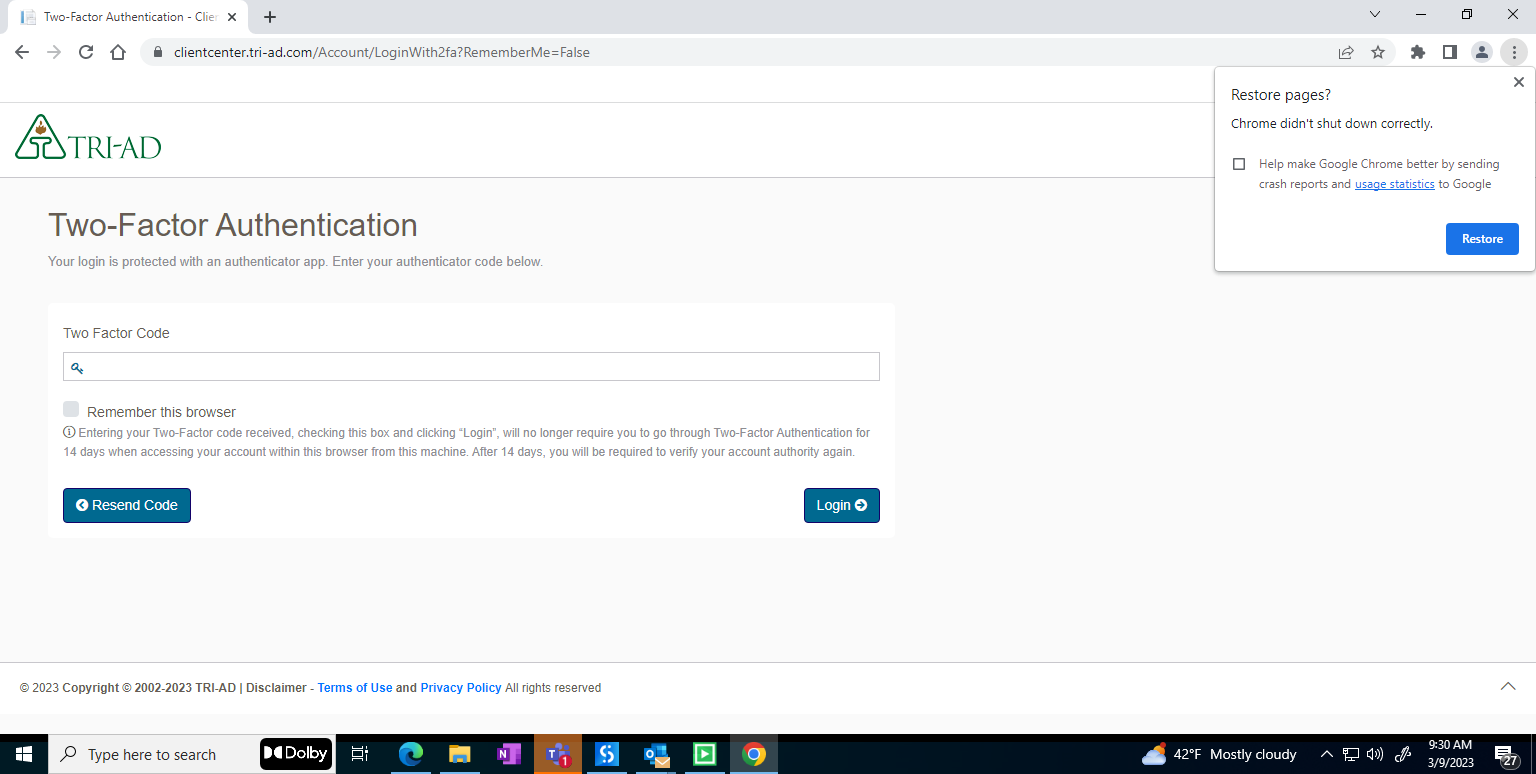 Two-Factor Authentication - Clien
clientcenter.tri-ad.com/Account/LoginWith2fa?RememberMe=False
Restore pages?
Chrome didn't shut down correctly.
Help make Google Chrome better by sending
crash reports and usage statistics to Google
Restore
TRI-AD
Two-Factor Authentication
Your login is protected with an authenticator app. Enter your authenticator code below.
Two Factor Code
Remember this browser
Entering your Two-Factor code received, checking this box and clicking “Login”, will no longer require you to go through Two-Factor Authentication for
14 days when accessing your account within this browser from this machine. After 14 days, you will be required to verify your account authority again.
Resend Code
Login
© 2023 Copyright © 2002-2023 TRI-AD | Disclaimer - Terms of Use and Privacy Policy All rights reserved
Type here to search
Dolby
N
T
1
42°F Mostly cloudy
9:30 AM
3/9/2023
27